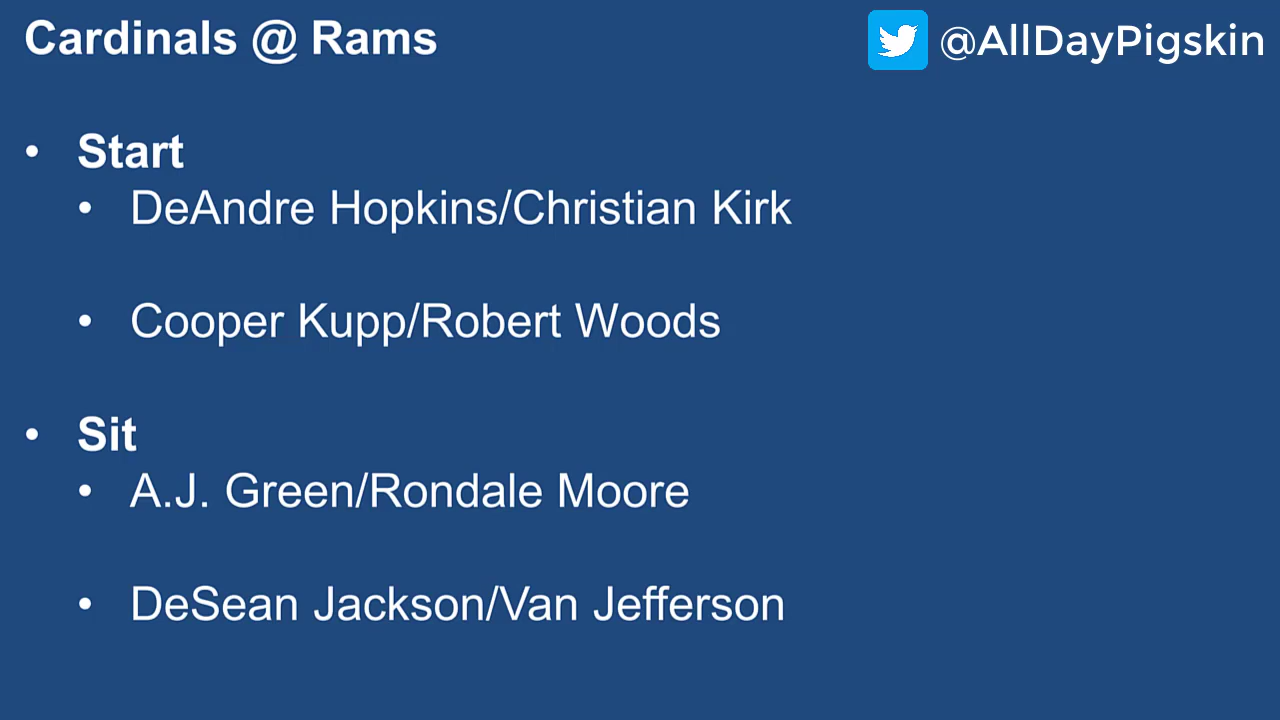 Cardinals @ Rams
@AllDayPigskin
• Start
• DeAndre Hopkins/Christian Kirk
• Cooper Kupp/Robert Woods
• Sit
• A.J. Green/Rondale Moore
• DeSean Jackson/Van Jefferson